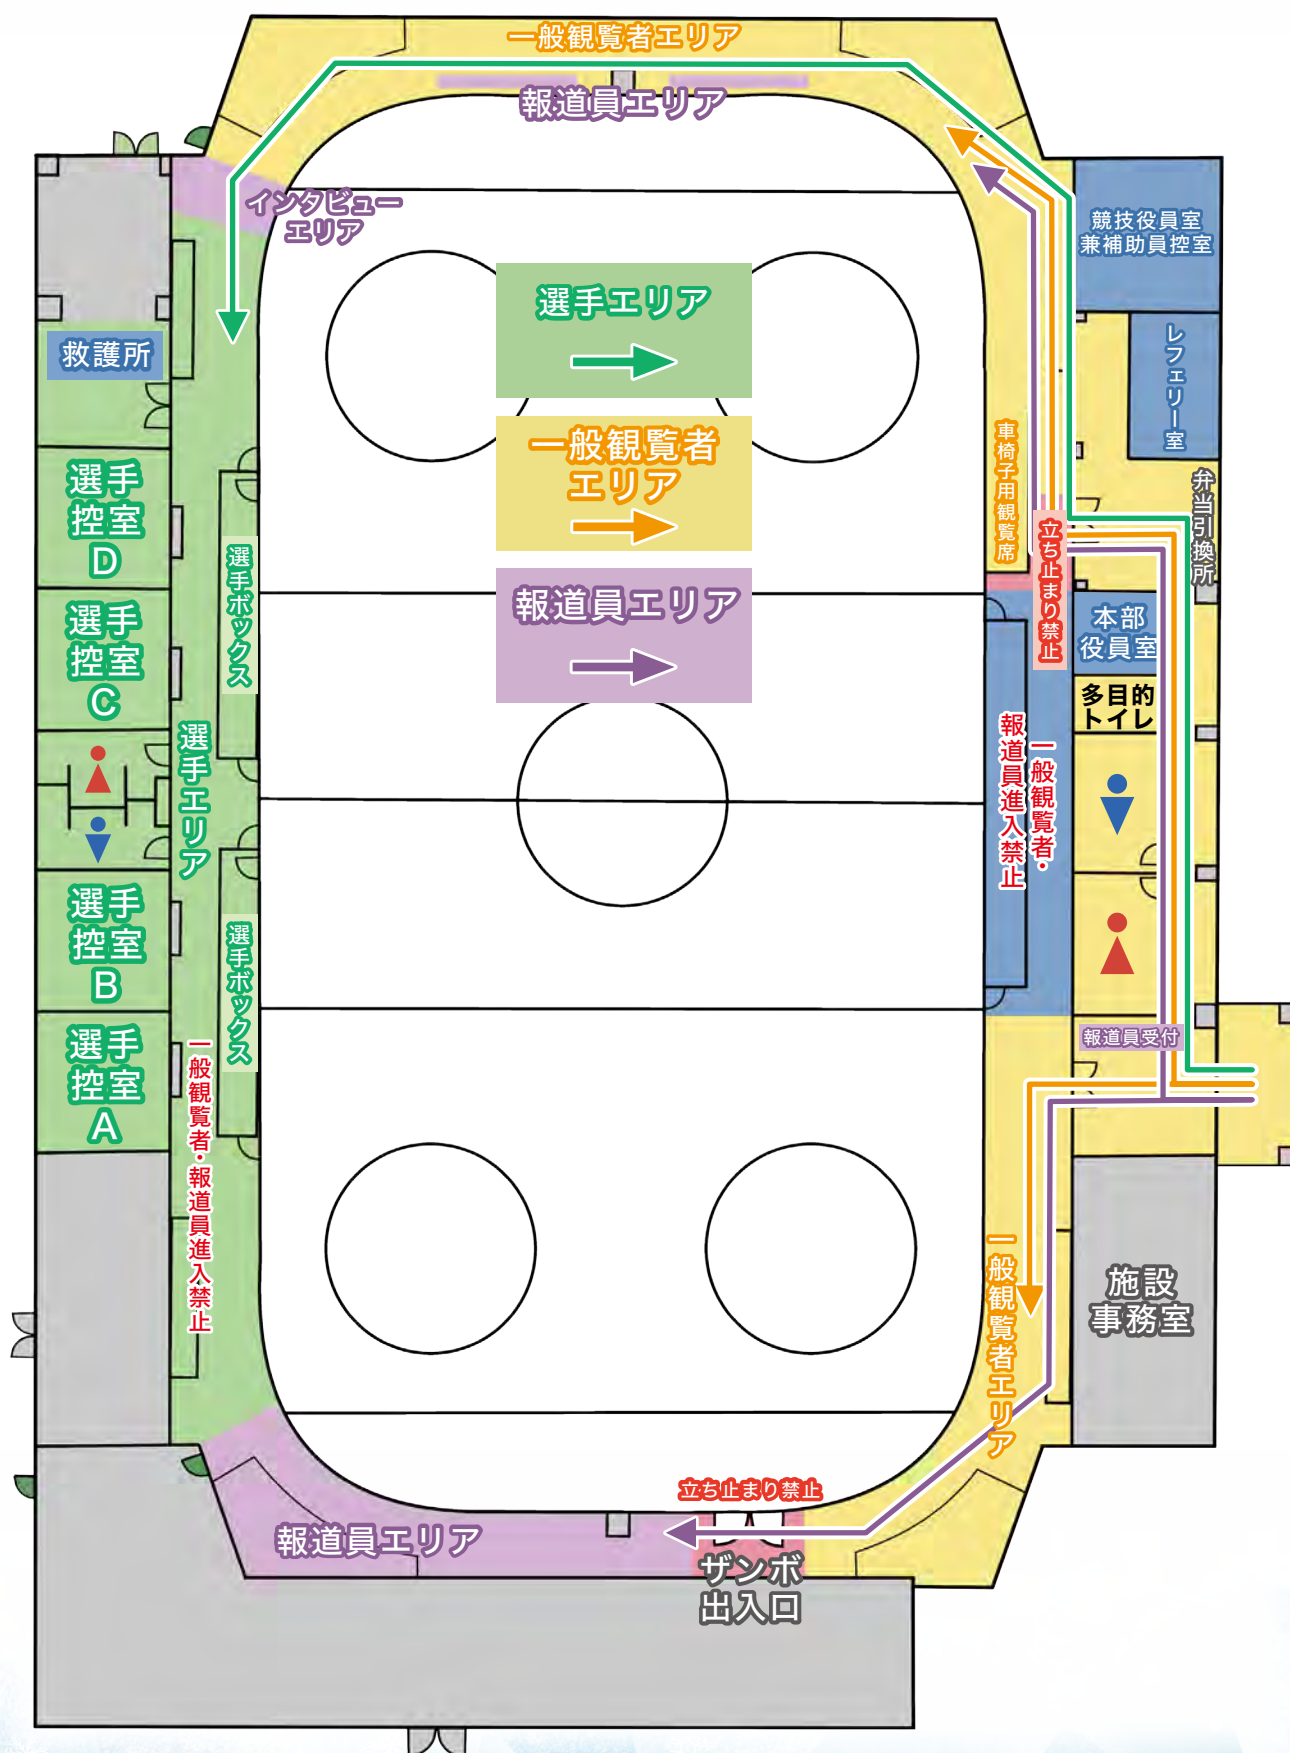 一般観覧者エリア
報道員エリア
インタビュー
エリア
競技役員室
兼補助員控室
選手エリア
救護所
レフェリー室
一般観覧者
エリア
車椅子用観覧席
選手
控室
D
弁当引換所
立ち止まり禁止
選手ボックス
報道員エリア
選手
控室
C
本部
役員室
多目的
トイレ
選手エリア
一般観覧者・
報道員進入禁止
選手
控室
B
選手ボックス
選手
控室
A
報道員受付
一般観覧者・報道員進入禁止
一般観覧者エリア
施設
事務室
立ち止まり禁止
報道員エリア
ザンボ
出入口